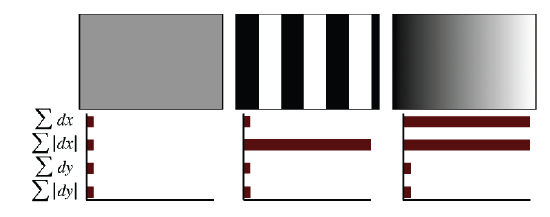 ∑ dx
∑ |dx|
∑ dy
∑ |dy|